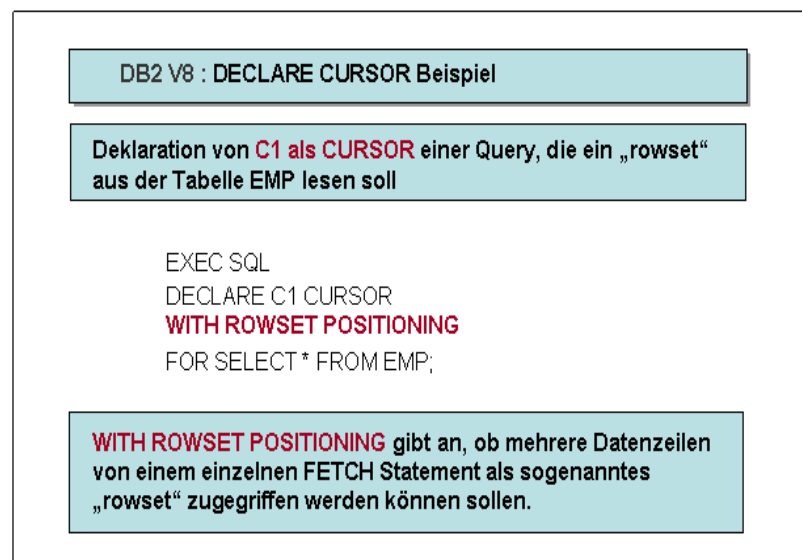 DB2 V8 : DECLARE CURSOR Beispiel
Deklaration von C1 als CURSOR einer Query, die ein „rowset“
aus der Tabelle EMP lesen soll
EXEC SQL
DECLARE C1 CURSOR
WITH ROWSET POSITIONING
FOR SELECT * FROM EMP;
WITH ROWSET POSITIONING gibt an, ob mehrere Datenzeilen
von einem einzelnen FETCH Statement als sogenanntes
„rowset“ zugegriffen werden können sollen.